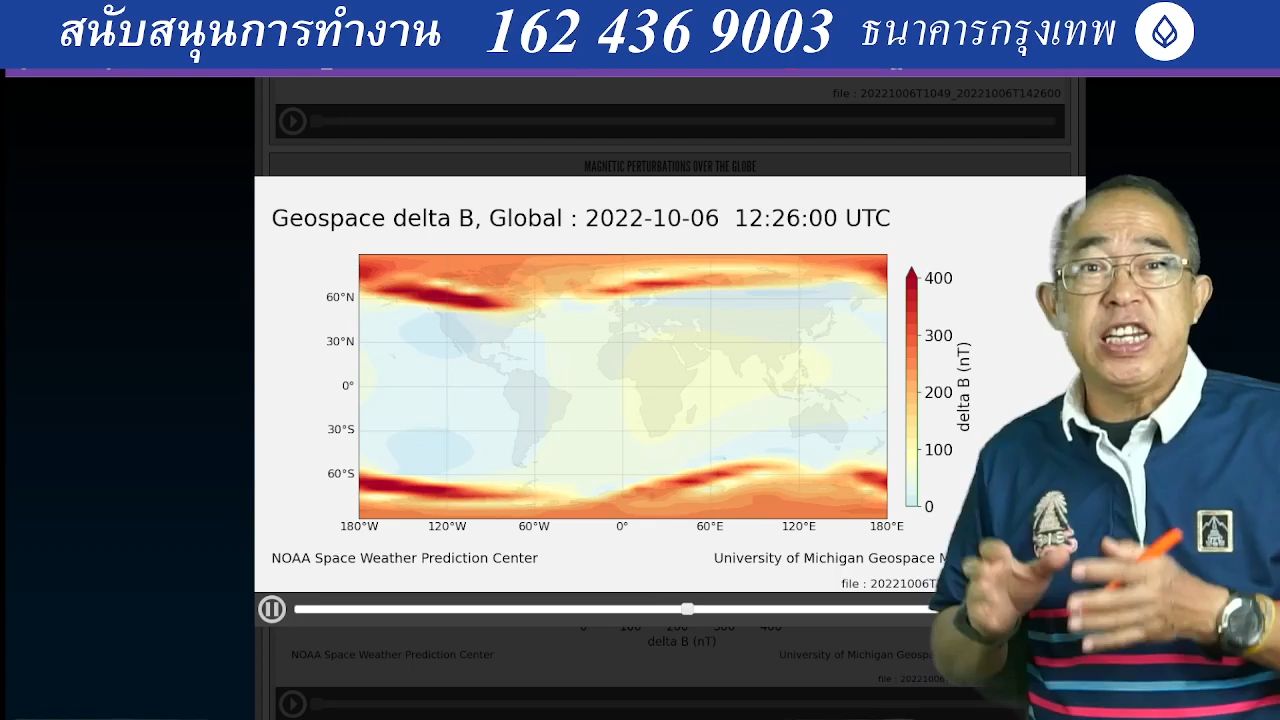 สนับสนุนการทำงาน 162 436 9003 ธนาคารกรุงเทพ
file : 20221006T1049_20221006T142600
MAGNETIC PERTURBATIONS OVER THE GLOBE
Geospace delta B, Global : 2022-10-06 12:26:00 UTC
60°N
30°N
0°
30°S
60°S
180°W 120°W 60°W 0° 60°E 120°E 180°E
400
300
200
100
0
delta B (nT)
NOAA Space Weather Prediction Center University of Michigan Geospace
file : 20221006T
0 100 200 300 400
delta B (nT)
NOAA Space Weather Prediction Center University of Michigan